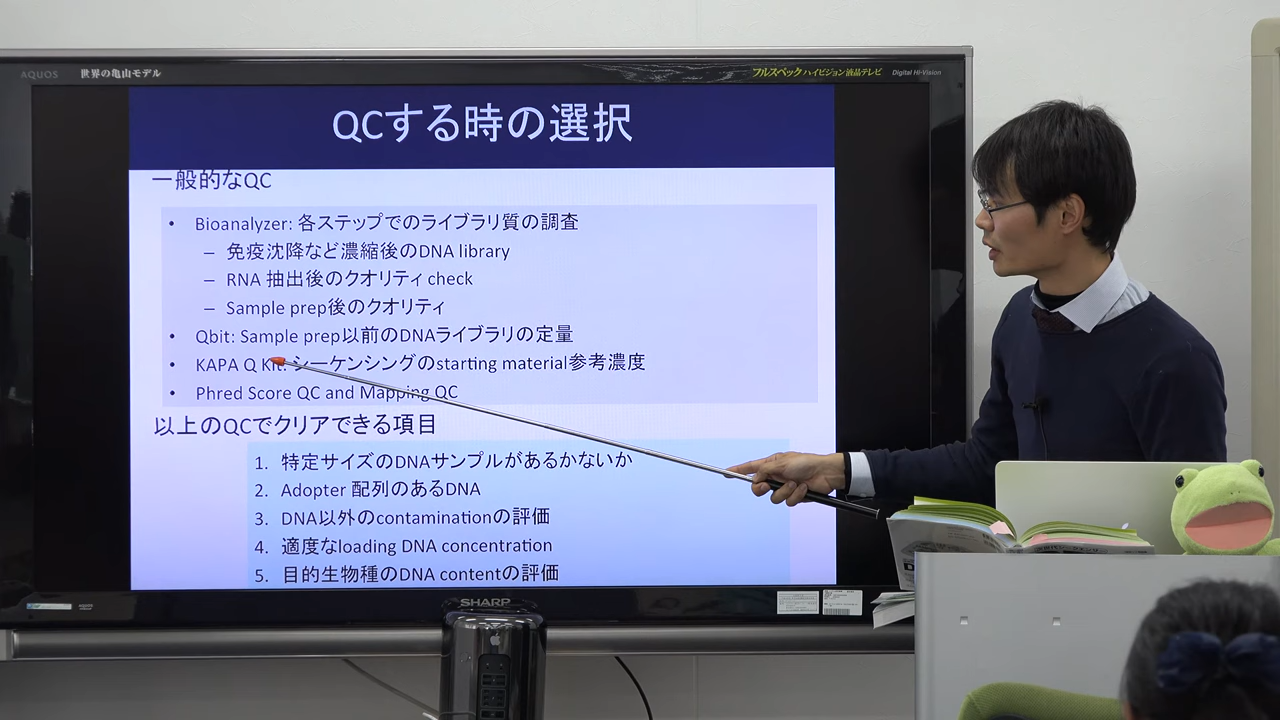 AQUOS 世界の亀山モデル
フルスペックハイビジョン液晶テレビ Digital Hi-Vision
QCする時の選択
一般的なQC
• Bioanalyzer: 各ステップでのライブラリ質の調査
– 免疫沈降など濃縮後のDNA library
– RNA 抽出後のクオリティ check
– Sample prep後のクオリティ
• Qbit: Sample prep以前のDNAライブラリの定量
• KAPA Q Kit: シーケンシングのstarting material参考濃度
• Phred Score QC and Mapping QC
以上のQCでクリアできる項目
1. 特定サイズのDNAサンプルがあるかないか
2. Adopter 配列のあるDNA
3. DNA以外のcontaminationの評価
4. 適度なloading DNA concentration
5. 目的生物種のDNA contentの評価
SHARP